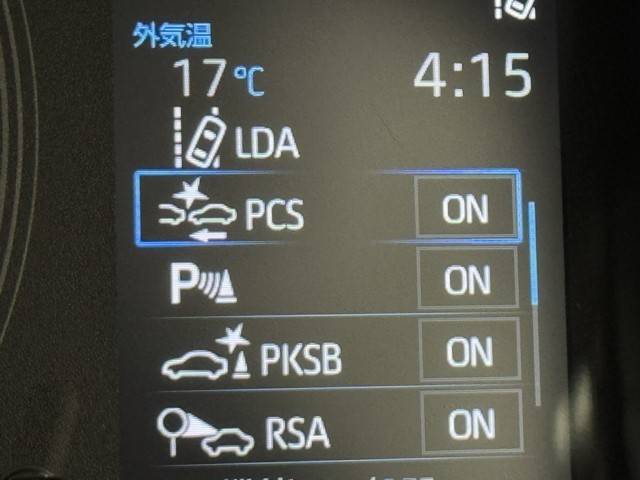 外気温
17℃ 4:15
LDA
PCS ON
P ON
PKSB ON
RSA ON